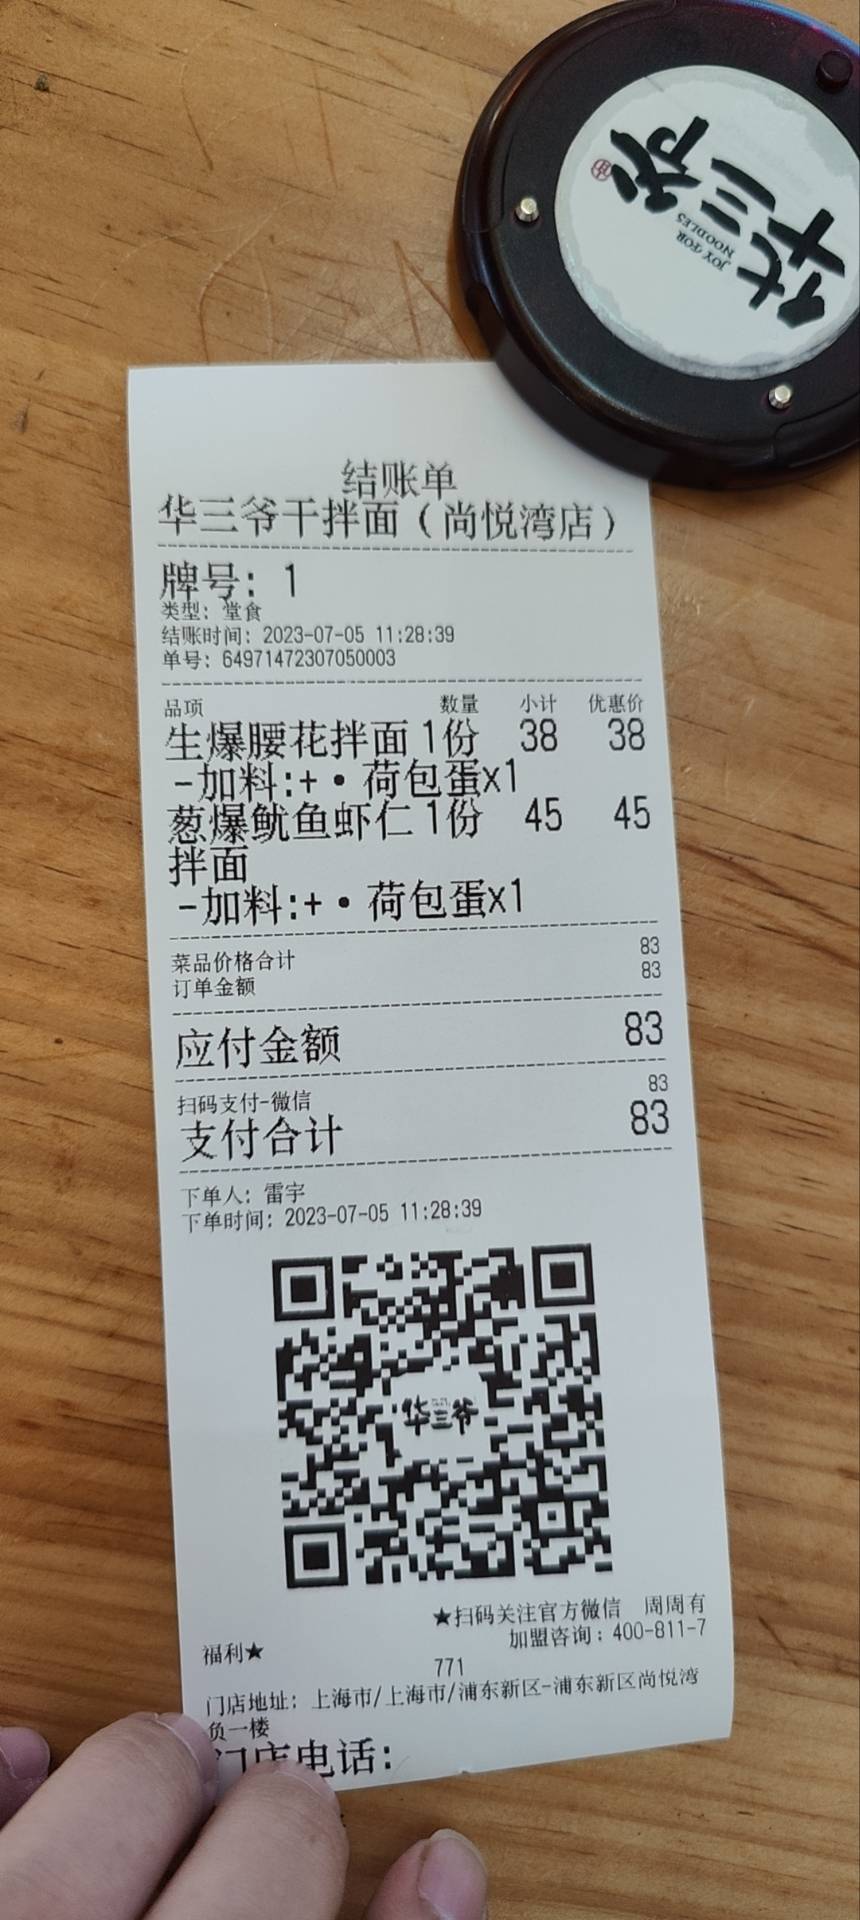 华三爷
JOY FOR
NOODLES
结账单
华三爷干拌面（尚悦湾店）
牌号: 1
类型: 堂食
结账时间: 2023-07-05 11:28:39
单号: 64971472307050003
品项 数量 小计 优惠价
生爆腰花拌面 1份 38 38
-加料:+·荷包蛋x1
葱爆鱿鱼虾仁 1份 45 45
拌面
-加料:+·荷包蛋x1
菜品价格合计 83
订单金额 83
应付金额 83
扫码支付-微信 83
支付合计 83
下单人: 雷宇
下单时间: 2023-07-05 11:28:39
华三爷
★扫码关注官方微信 周周有
福利★ 加盟咨询: 400-811-7
771
门店地址: 上海市/上海市/浦东新区-浦东新区尚悦湾
负一楼
门店电话: